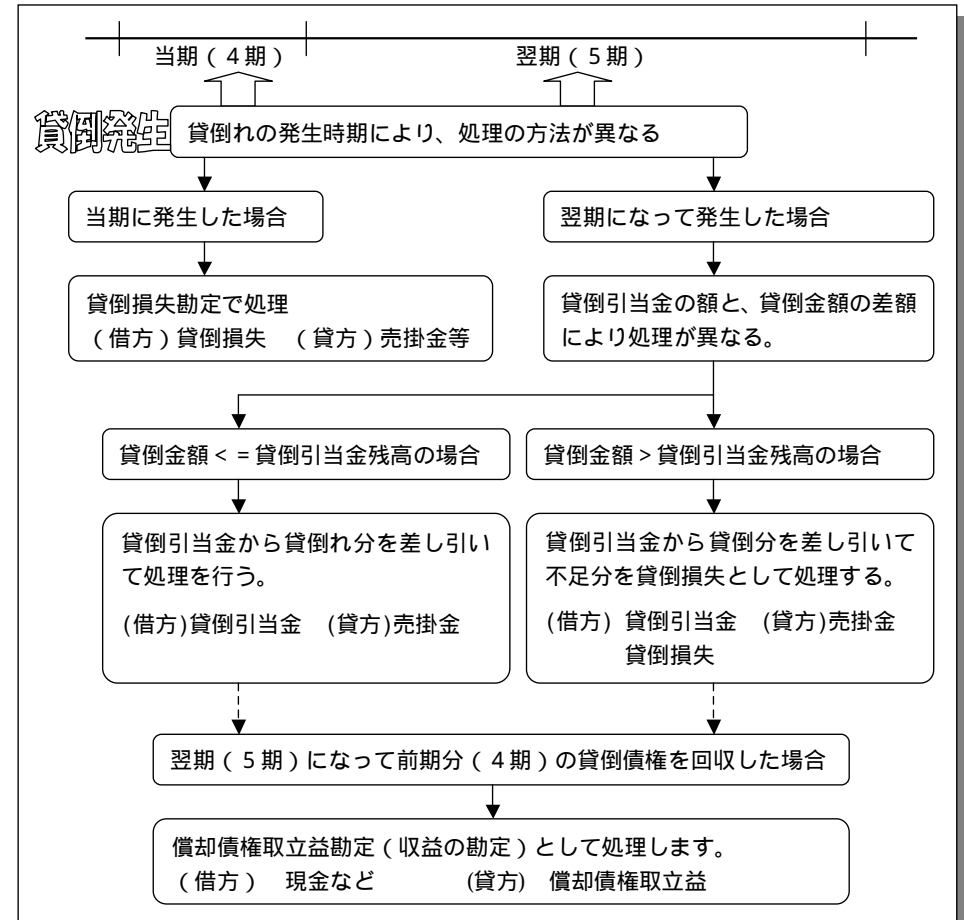 当期（４期）
翌期（５期）
貸倒発生
貸倒れの発生時期により、処理の方法が異なる
当期に発生した場合
翌期になって発生した場合
貸倒損失勘定で処理
（借方）貸倒損失　（貸方）売掛金等
貸倒引当金の額と、貸倒金額の差額
により処理が異なる。
貸倒金額＜＝貸倒引当金残高の場合
貸倒金額＞貸倒引当金残高の場合
貸倒引当金から貸倒れ分を差し引い
て処理を行う。
(借方)貸倒引当金　(貸方)売掛金
貸倒引当金から貸倒分を差し引いて
不足分を貸倒損失として処理する。
(借方) 貸倒引当金　(貸方)売掛金
貸倒損失
翌期（５期）になって前期分（４期）の貸倒債権を回収した場合
償却債権取立益勘定（収益の勘定）として処理します。
（借方）　現金など　　　　(貸方)　償却債権取立益